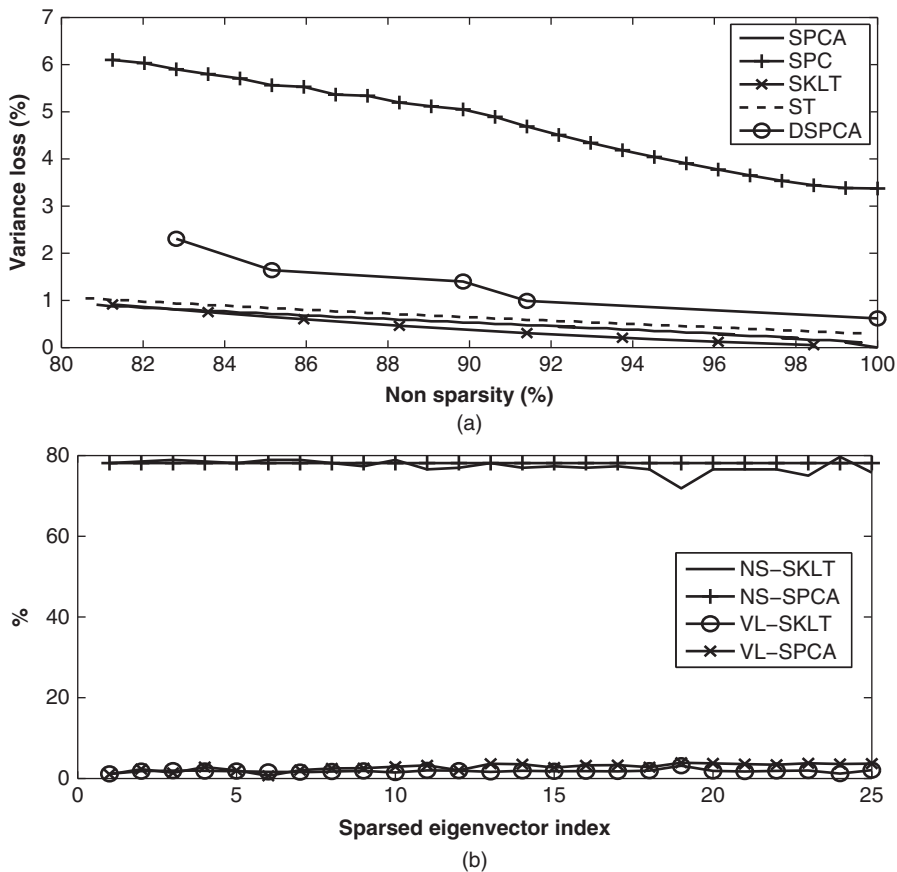 7
6
5
4
3
2
1
0
Variance loss (%)
SPCA
SPC
SKLT
ST
DSPCA
80 82 84 86 88 90 92 94 96 98 100
Non sparsity (%)
(a)
80
60
40
20
0
%
NS–SKLT
NS–SPCA
VL–SKLT
VL–SPCA
0 5 10 15 20 25
Sparsed eigenvector index
(b)